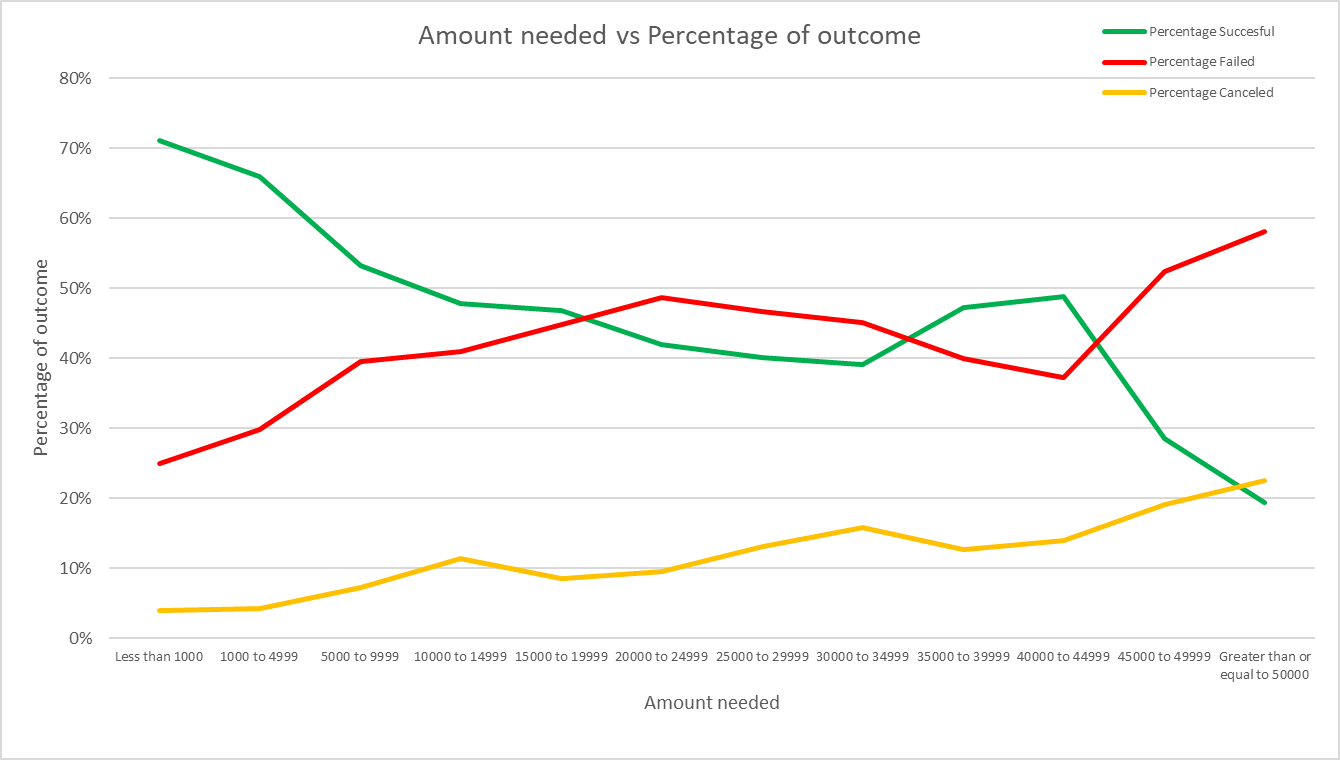 Amount needed vs Percentage of outcome
Percentage Succesful
Percentage Failed
Percentage Canceled
Percentage of outcome
80%
70%
60%
50%
40%
30%
20%
10%
0%
Less than 1000
1000 to 4999
5000 to 9999
10000 to 14999
15000 to 19999
20000 to 24999
25000 to 29999
30000 to 34999
35000 to 39999
40000 to 44999
45000 to 49999
Greater than or
equal to 50000
Amount needed